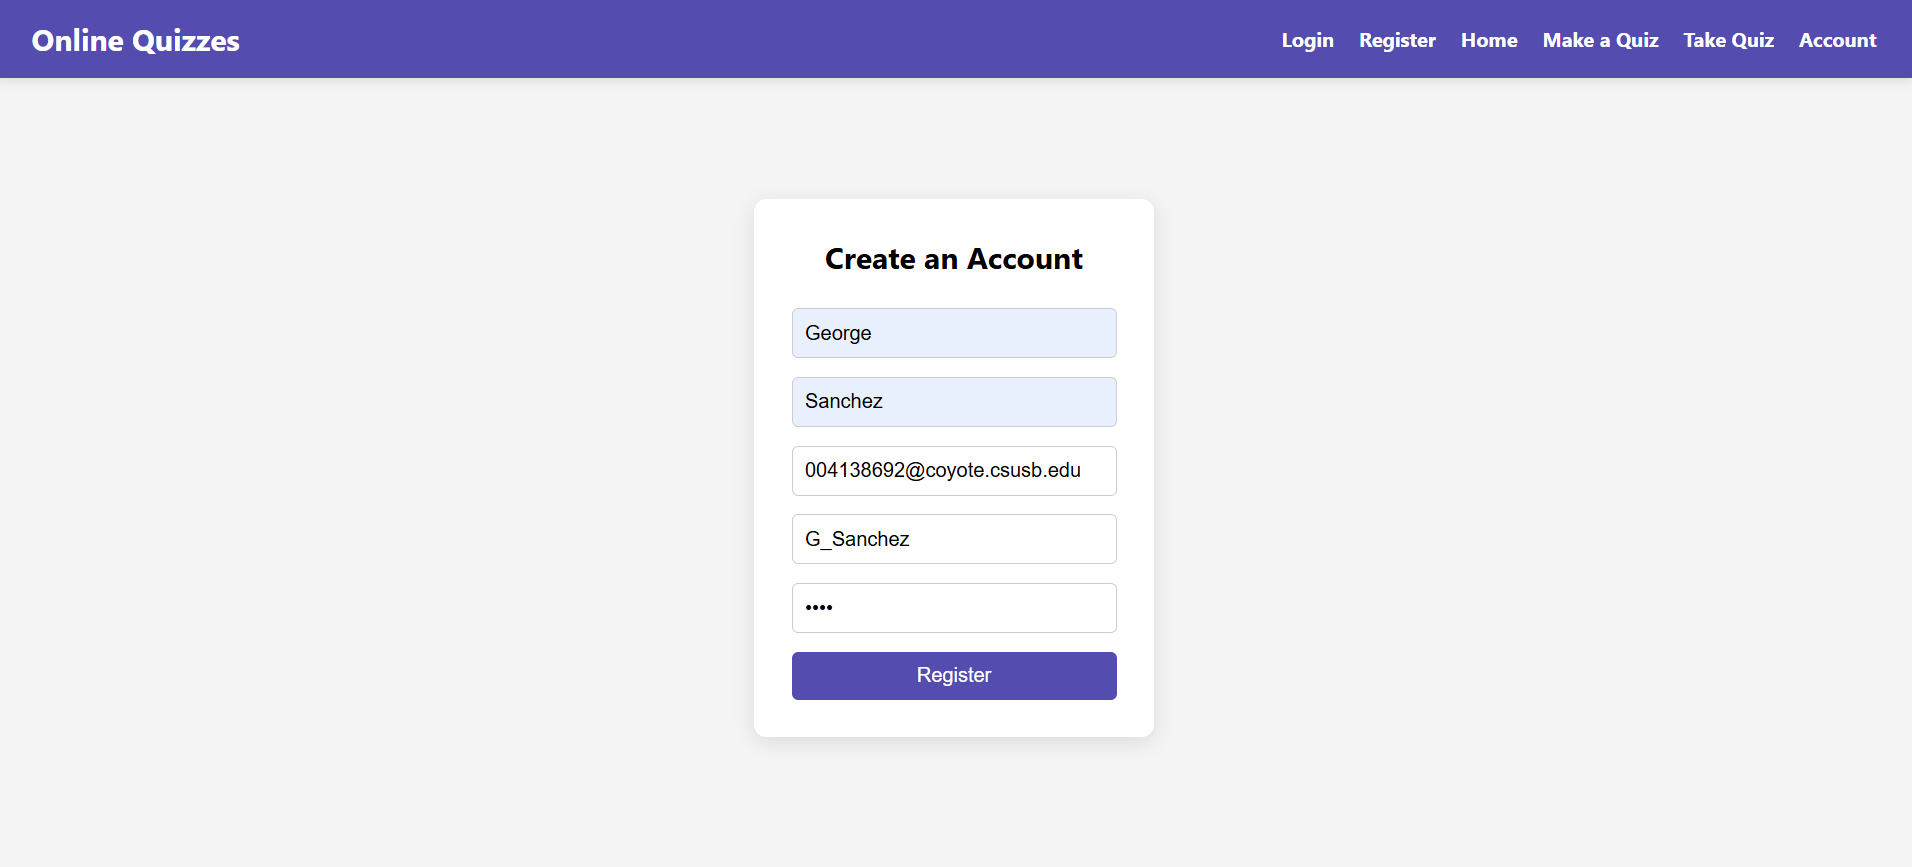 Online Quizzes
Login Register Home Make a Quiz Take Quiz Account
Create an Account
George
Sanchez
004138692@coyote.csusb.edu
G_Sanchez
••••
Register